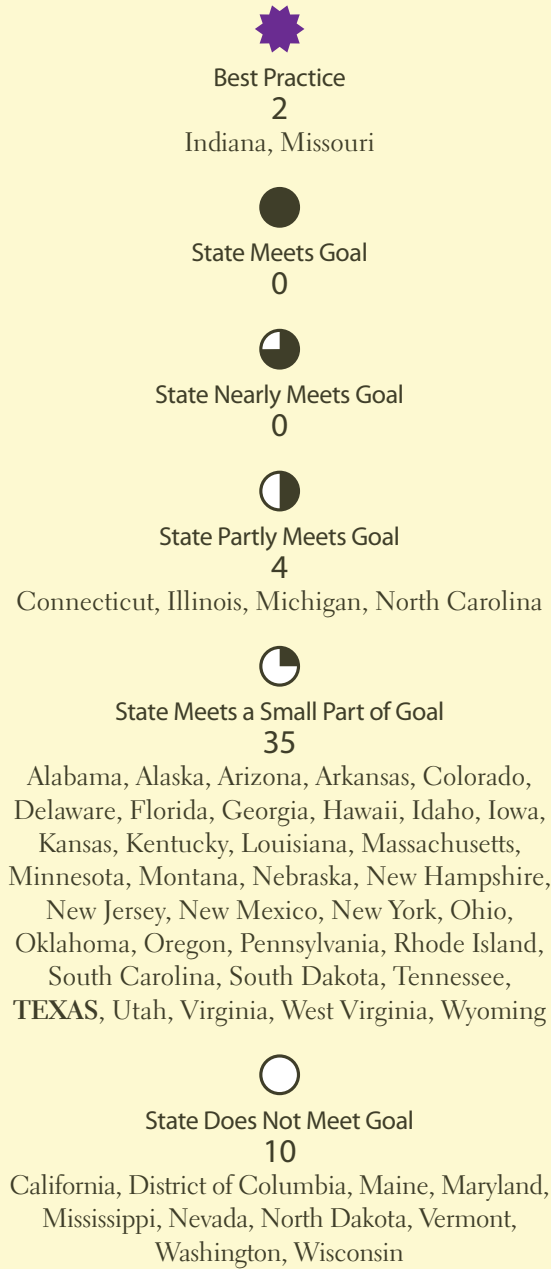 Best Practice
2
Indiana, Missouri
State Meets Goal
0
State Nearly Meets Goal
0
State Partly Meets Goal
4
Connecticut, Illinois, Michigan, North Carolina
State Meets a Small Part of Goal
35
Alabama, Alaska, Arizona, Arkansas, Colorado,
Delaware, Florida, Georgia, Hawaii, Idaho, Iowa,
Kansas, Kentucky, Louisiana, Massachusetts,
Minnesota, Montana, Nebraska, New Hampshire,
New Jersey, New Mexico, New York, Ohio,
Oklahoma, Oregon, Pennsylvania, Rhode Island,
South Carolina, South Dakota, Tennessee,
TEXAS, Utah, Virginia, West Virginia, Wyoming
State Does Not Meet Goal
10
California, District of Columbia, Maine, Maryland,
Mississippi, Nevada, North Dakota, Vermont,
Washington, Wisconsin